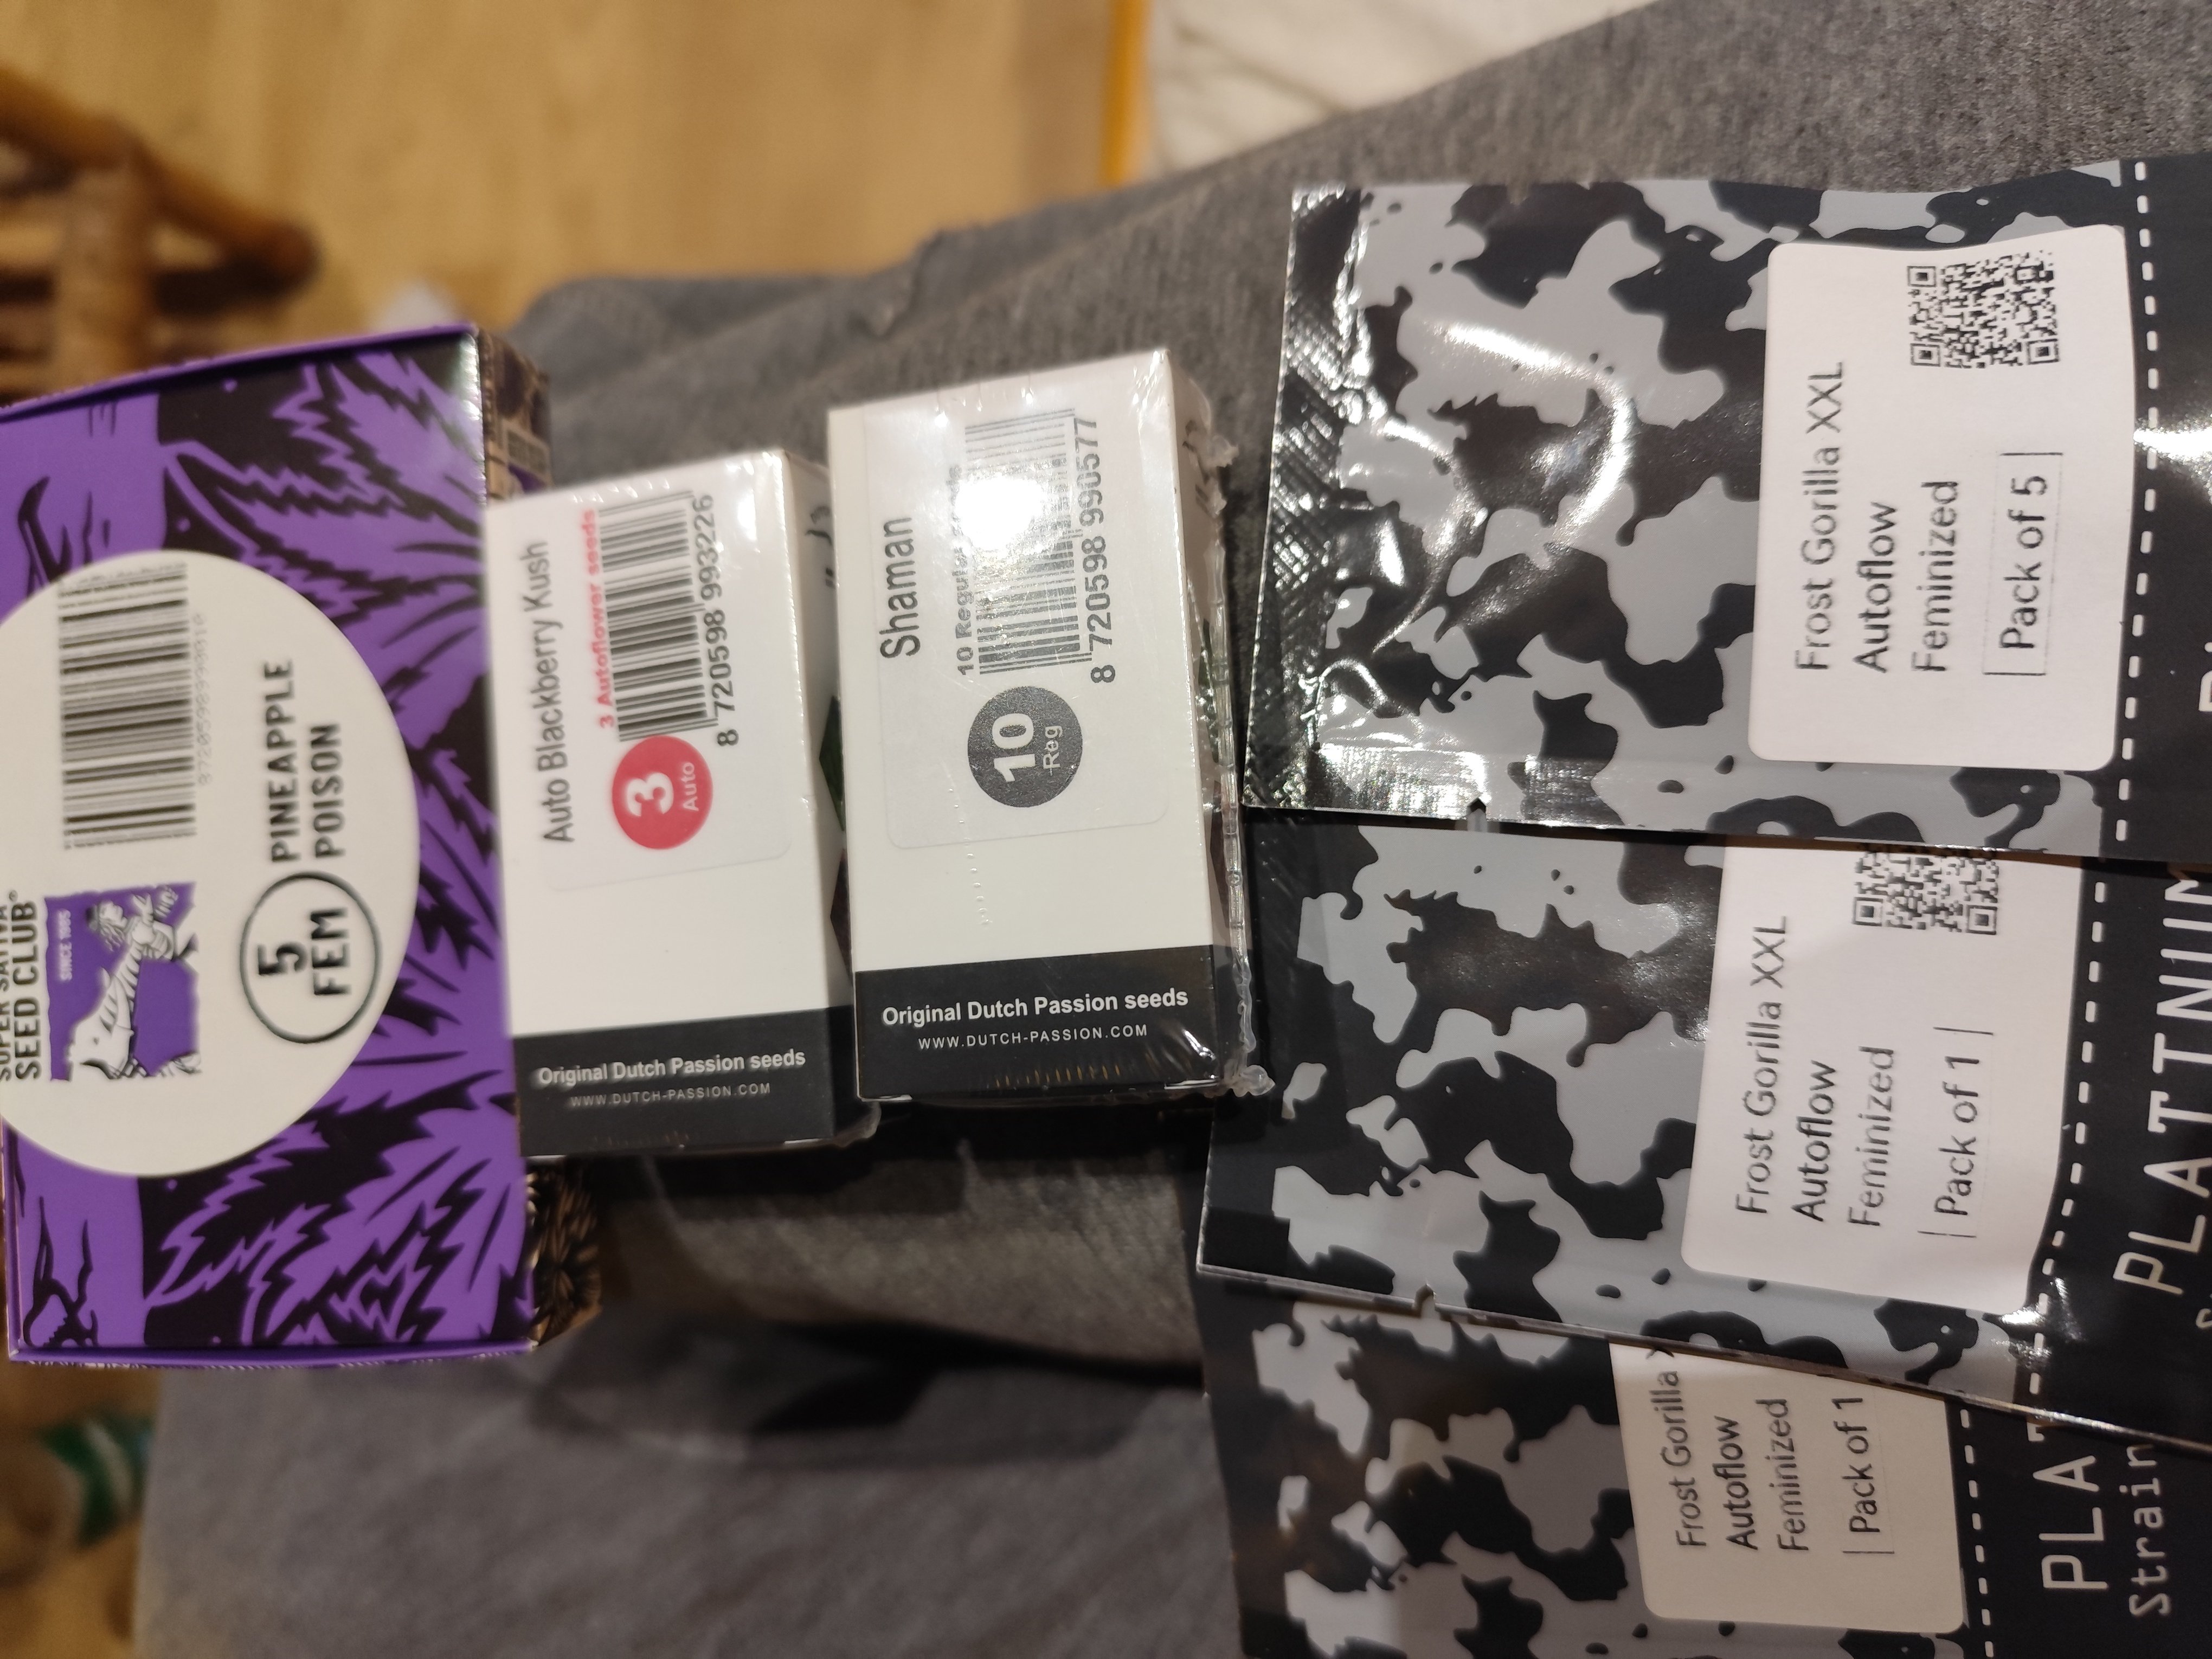 SEED CLUB®
SINCE 1985
5
FEM
PINEAPPLE
POISON
Auto Blackberry Kush
3 Autoflower seeds
3
Auto
8 720598 993226
Original Dutch Passion seeds
WWW.DUTCH-PASSION.COM
Shaman
10 Regular
10
Reg
8 720598 990577
Original Dutch Passion seeds
WWW.DUTCH-PASSION.COM
Frost Gorilla XXL
Autoflow
Feminized
Pack of 5
Frost Gorilla XXL
Autoflow
Feminized
Pack of 1
PLATINUM
Frost Gorilla
Autoflow
Feminized
Pack of 1
PLAT
Strain